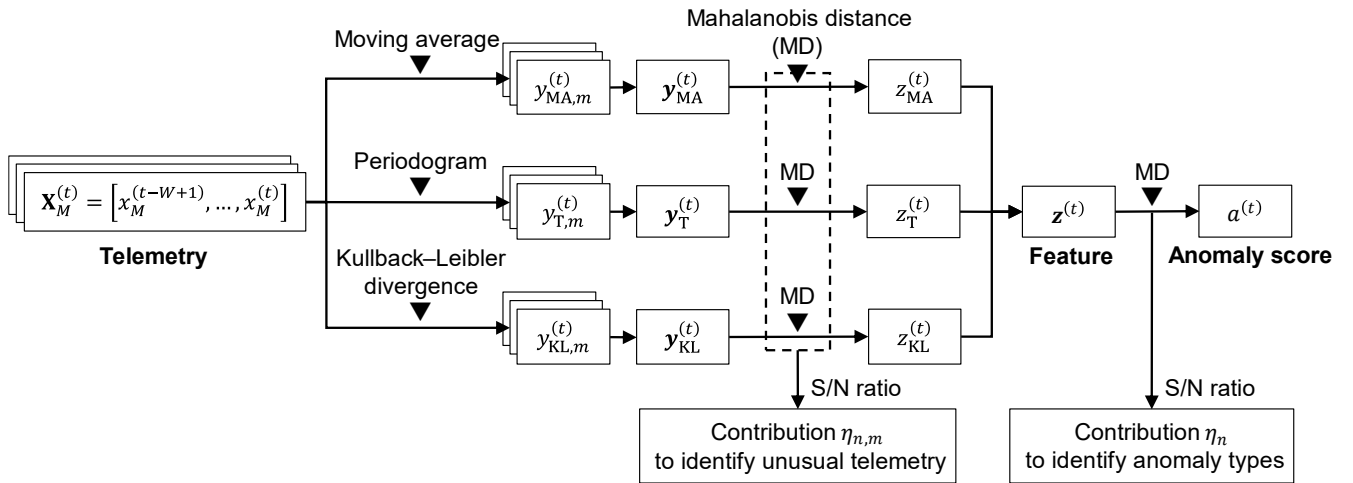 Mahalanobis distance
(MD)
Moving average
y_{MA,m}^{(t)}
𝒚_{MA}^{(t)}
z_{MA}^{(t)}
Periodogram
MD
MD
𝐗_M^{(t)} = [x_M^{(t−W+1)}, …, x_M^{(t)}]
y_{T,m}^{(t)}
𝒚_T^{(t)}
z_T^{(t)}
𝒛^{(t)}
a^{(t)}
Telemetry
Feature
Anomaly score
Kullback–Leibler
divergence
MD
y_{KL,m}^{(t)}
𝒚_{KL}^{(t)}
z_{KL}^{(t)}
S/N ratio
S/N ratio
Contribution η_{n,m}
to identify unusual telemetry
Contribution η_n
to identify anomaly types